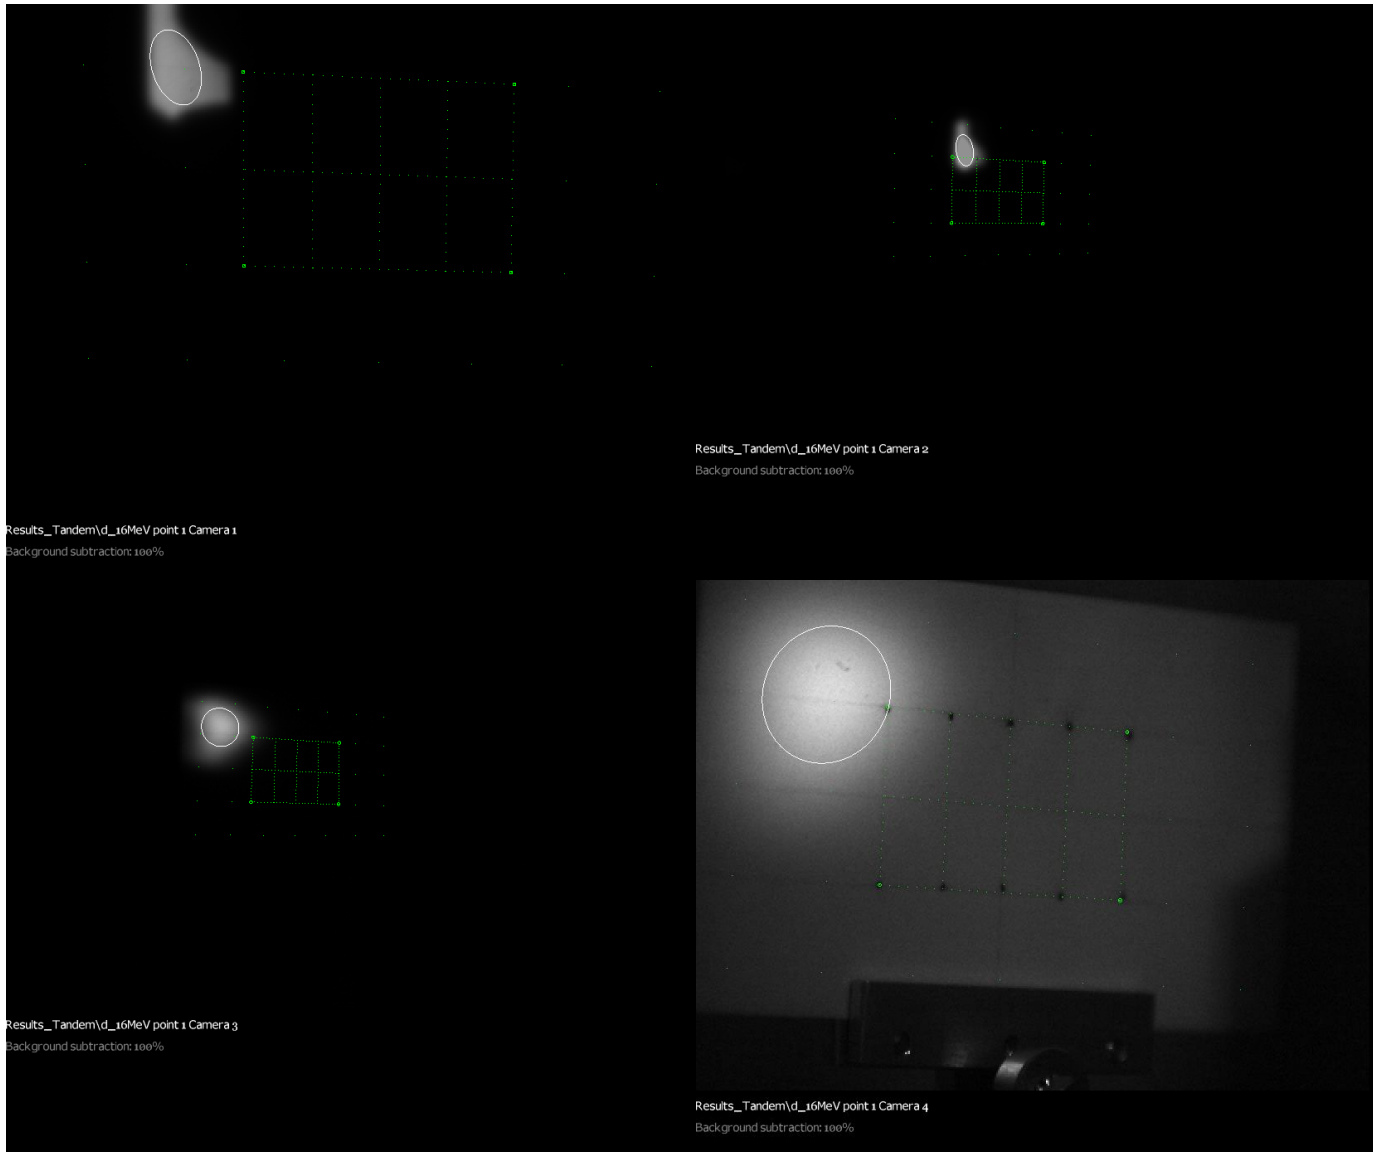 Results_Tandem\d_16MeV point 1 Camera 2
Background subtraction: 100%
Results_Tandem\d_16MeV point 1 Camera 1
Background subtraction: 100%
Results_Tandem\d_16MeV point 1 Camera 3
Background subtraction: 100%
Results_Tandem\d_16MeV point 1 Camera 4
Background subtraction: 100%